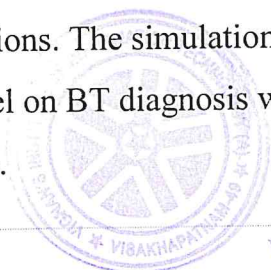 ions. The simulation
el on BT diagnosis w
.
VISAKHAPATNAM-49